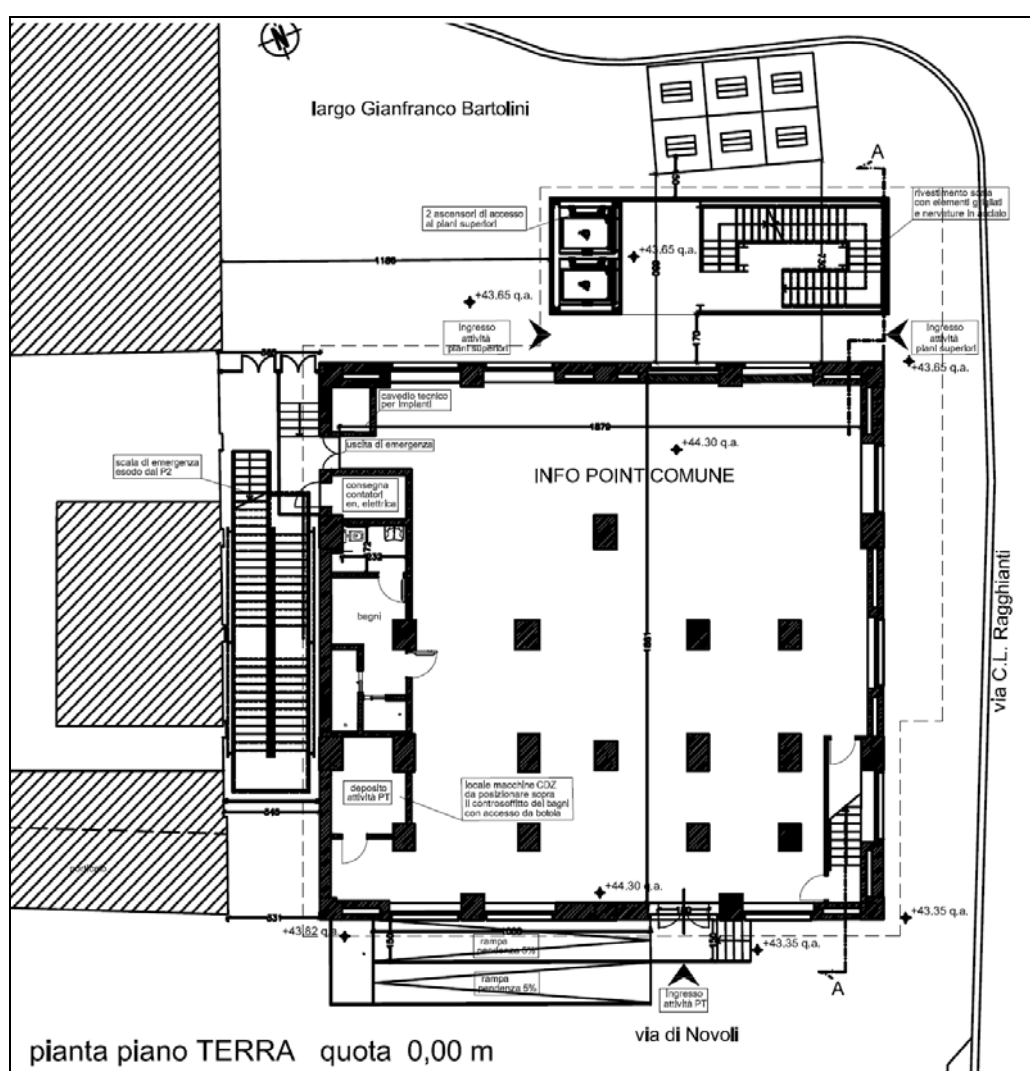 N
largo Gianfranco Bartolini
A
rivestimento scala
con elementi grigliati
e nervature in acciaio
2 ascensori di accesso
ai piani superiori
+43.65 q.a.
730
1180
+43.65 q.a.
Ingresso
attività
piani superiori
170
Ingresso
attività
piani superiori
+43.65 q.a.
cavedio tecnico
per impianti
1870
uscita di emergenza
+44.30 q.a.
scala di emergenza
esodo dal P2
INFO POINT COMUNE
consegna
contatori
en. elettrica
via C.L. Ragghianti
bagni
deposito
attività PT
locale macchine CDZ
da posizionare sopra
il controsoffitto dei bagni
con accesso da botola
+44.30 q.a.
+43.35 q.a.
+43.62 q.a.
150
rampa
pendenza 5%
+43.35 q.a.
rampa
pendenza 5%
Ingresso
attività PT
A
via di Novoli
pianta piano TERRA quota 0,00 m